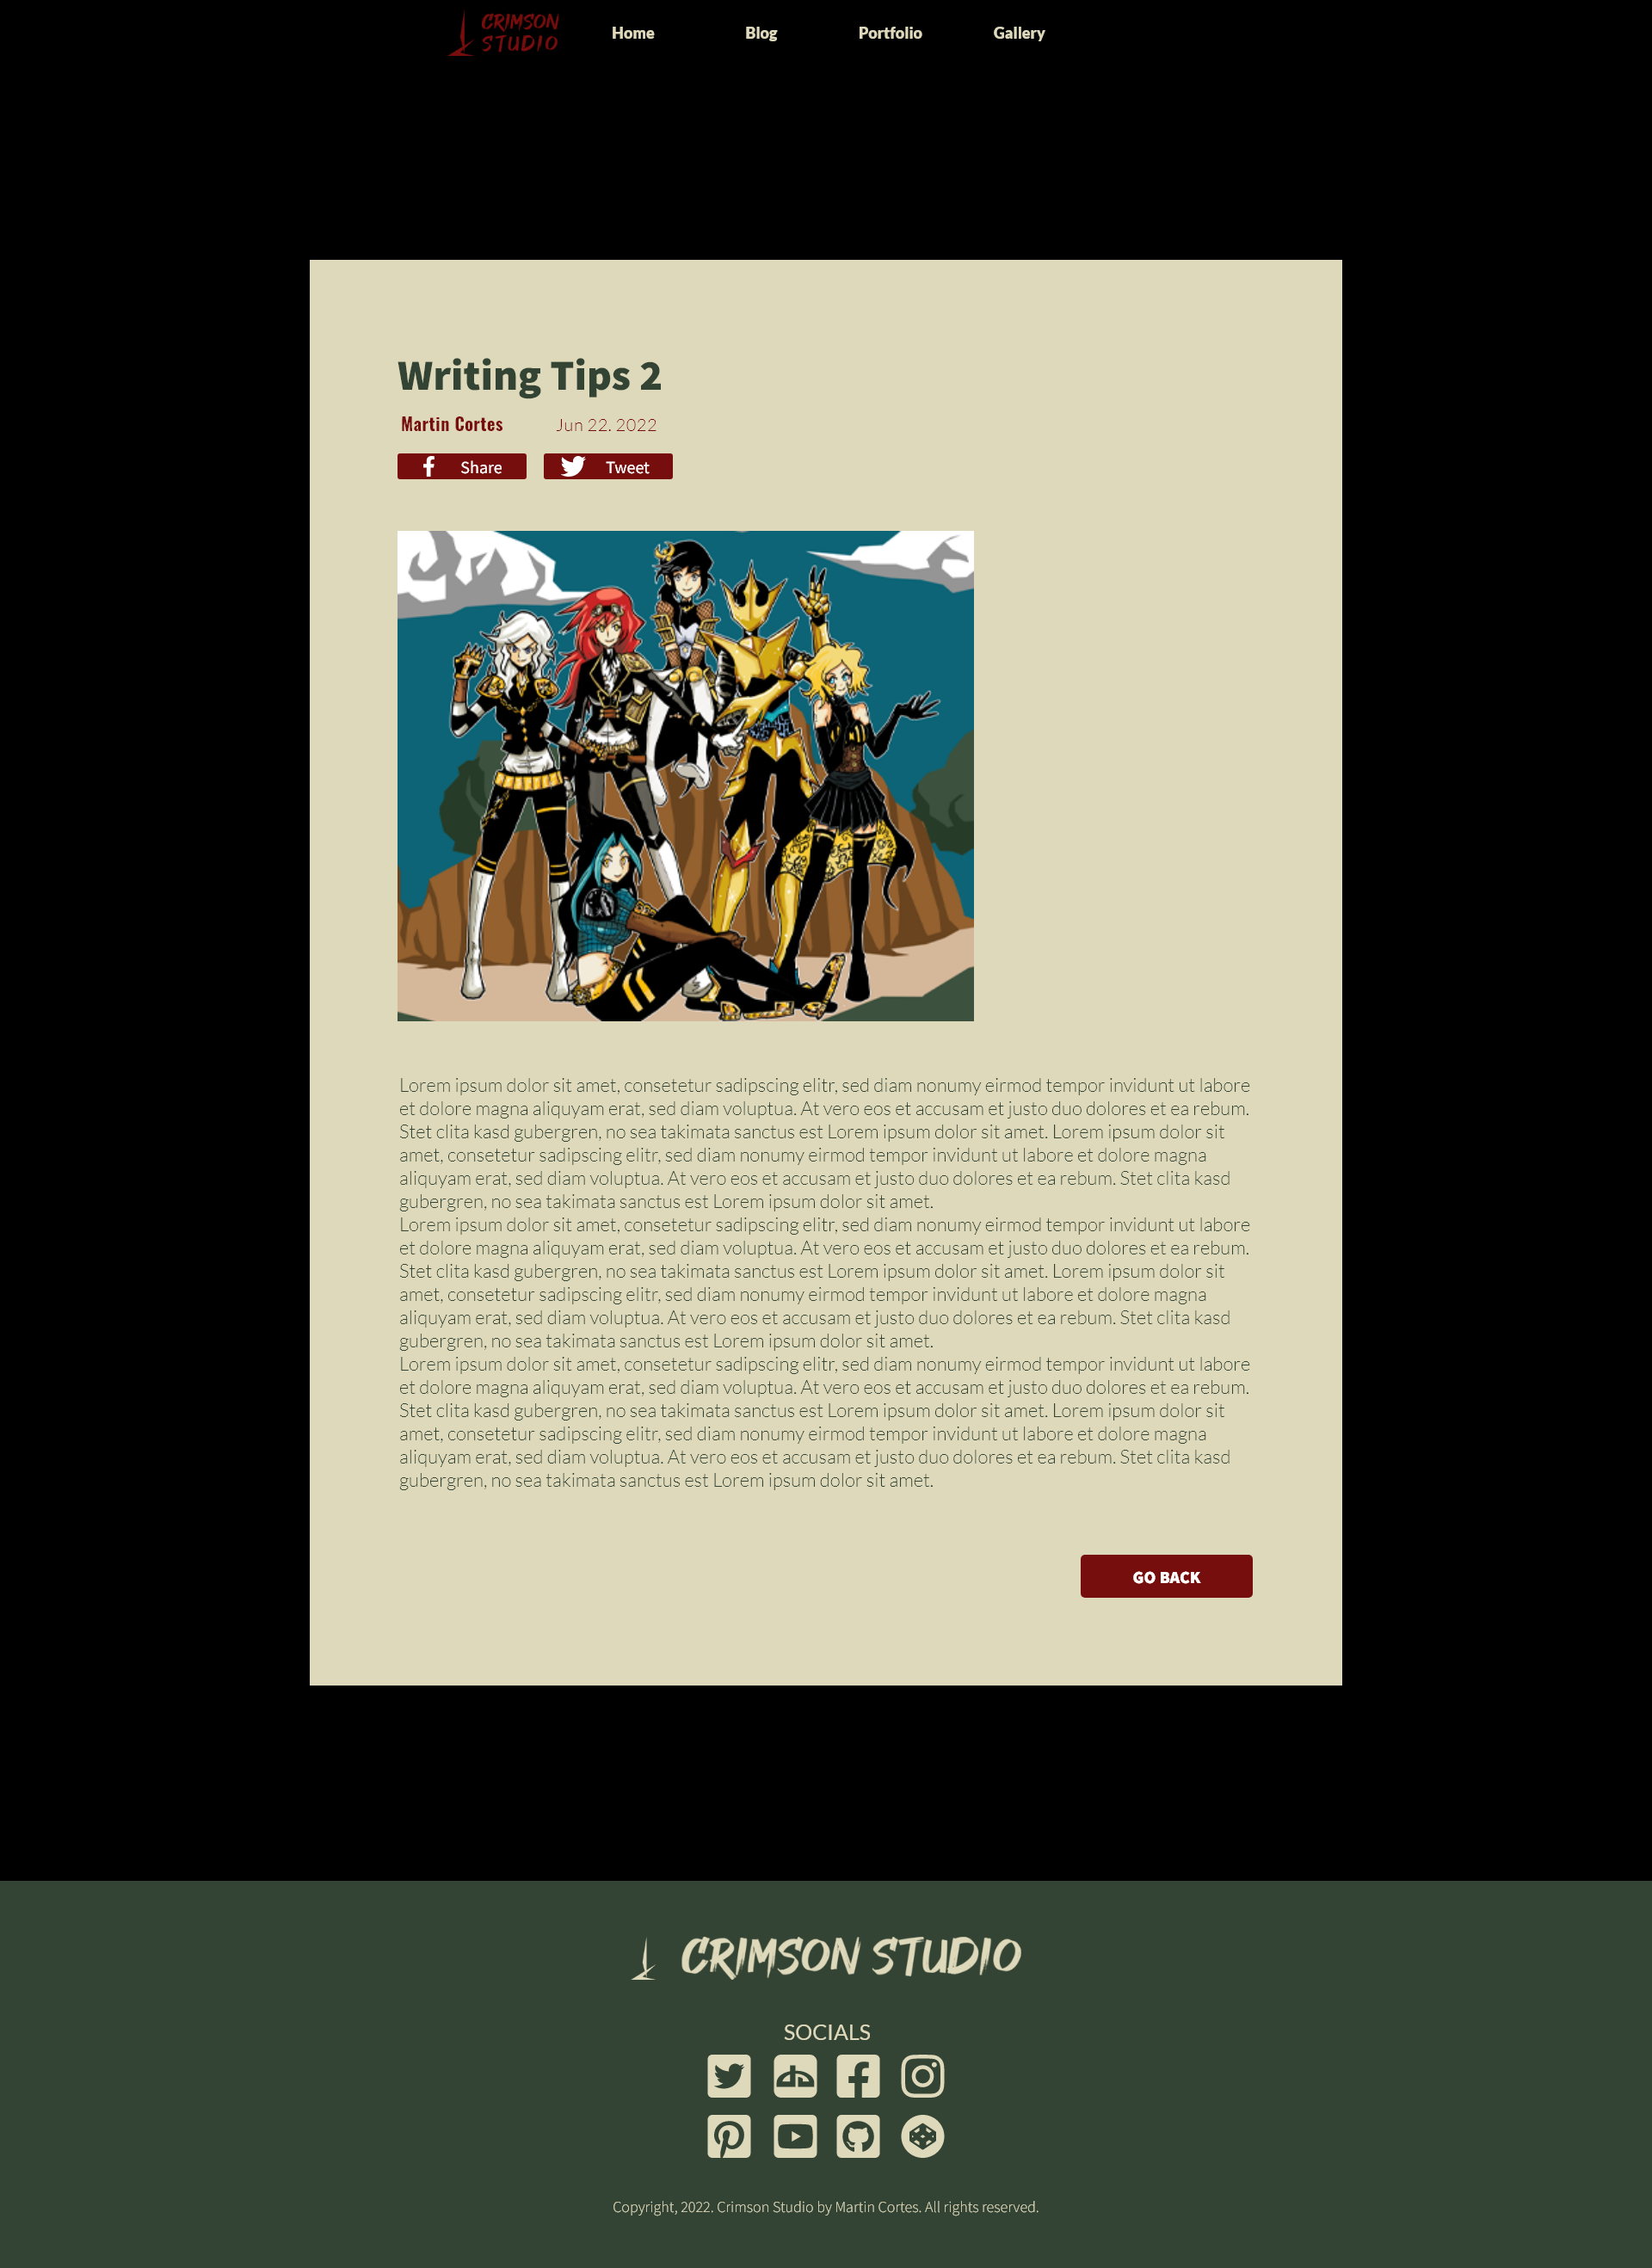 CRIMSON
STUDIO
Home Blog Portfolio Gallery
Writing Tips 2
Martin Cortes Jun 22. 2022
Share Tweet
Lorem ipsum dolor sit amet, consetetur sadipscing elitr, sed diam nonumy eirmod tempor invidunt ut labore
et dolore magna aliquyam erat, sed diam voluptua. At vero eos et accusam et justo duo dolores et ea rebum.
Stet clita kasd gubergren, no sea takimata sanctus est Lorem ipsum dolor sit amet. Lorem ipsum dolor sit
amet, consetetur sadipscing elitr, sed diam nonumy eirmod tempor invidunt ut labore et dolore magna
aliquyam erat, sed diam voluptua. At vero eos et accusam et justo duo dolores et ea rebum. Stet clita kasd
gubergren, no sea takimata sanctus est Lorem ipsum dolor sit amet.
Lorem ipsum dolor sit amet, consetetur sadipscing elitr, sed diam nonumy eirmod tempor invidunt ut labore
et dolore magna aliquyam erat, sed diam voluptua. At vero eos et accusam et justo duo dolores et ea rebum.
Stet clita kasd gubergren, no sea takimata sanctus est Lorem ipsum dolor sit amet. Lorem ipsum dolor sit
amet, consetetur sadipscing elitr, sed diam nonumy eirmod tempor invidunt ut labore et dolore magna
aliquyam erat, sed diam voluptua. At vero eos et accusam et justo duo dolores et ea rebum. Stet clita kasd
gubergren, no sea takimata sanctus est Lorem ipsum dolor sit amet.
Lorem ipsum dolor sit amet, consetetur sadipscing elitr, sed diam nonumy eirmod tempor invidunt ut labore
et dolore magna aliquyam erat, sed diam voluptua. At vero eos et accusam et justo duo dolores et ea rebum.
Stet clita kasd gubergren, no sea takimata sanctus est Lorem ipsum dolor sit amet. Lorem ipsum dolor sit
amet, consetetur sadipscing elitr, sed diam nonumy eirmod tempor invidunt ut labore et dolore magna
aliquyam erat, sed diam voluptua. At vero eos et accusam et justo duo dolores et ea rebum. Stet clita kasd
gubergren, no sea takimata sanctus est Lorem ipsum dolor sit amet.
GO BACK
CRIMSON STUDIO
SOCIALS
Copyright, 2022. Crimson Studio by Martin Cortes. All rights reserved.